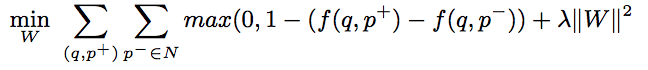 min_W ∑_{(q,p⁺)} ∑_{p⁻∈N} max(0, 1 − (f(q, p⁺) − f(q, p⁻)) + λ‖W‖²